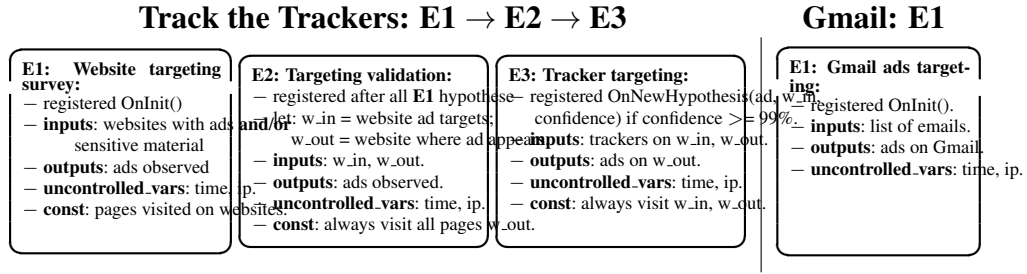 Track the Trackers: E1 → E2 → E3
E1: Website targeting
survey:
− registered OnInit()
− inputs: websites with ads and/or
sensitive material
− outputs: ads observed
− uncontrolled_vars: time, ip.
− const: pages visited on websites.
E2: Targeting validation:
− registered after all E1 hypothese
− let: w_in = website ad targets;
w_out = website where ad appears.
− inputs: w_in, w_out.
− outputs: ads observed.
− uncontrolled_vars: time, ip.
− const: always visit all pages w_out.
E3: Tracker targeting:
− registered OnNewHypothesis(ad, w_in,
confidence) if confidence >= 99%.
− inputs: trackers on w_in, w_out.
− outputs: ads on w_out.
− uncontrolled_vars: time, ip.
− const: always visit w_in, w_out.
Gmail: E1
E1: Gmail ads target-
ing:
− registered OnInit().
− inputs: list of emails.
− outputs: ads on Gmail.
− uncontrolled_vars: time, ip.